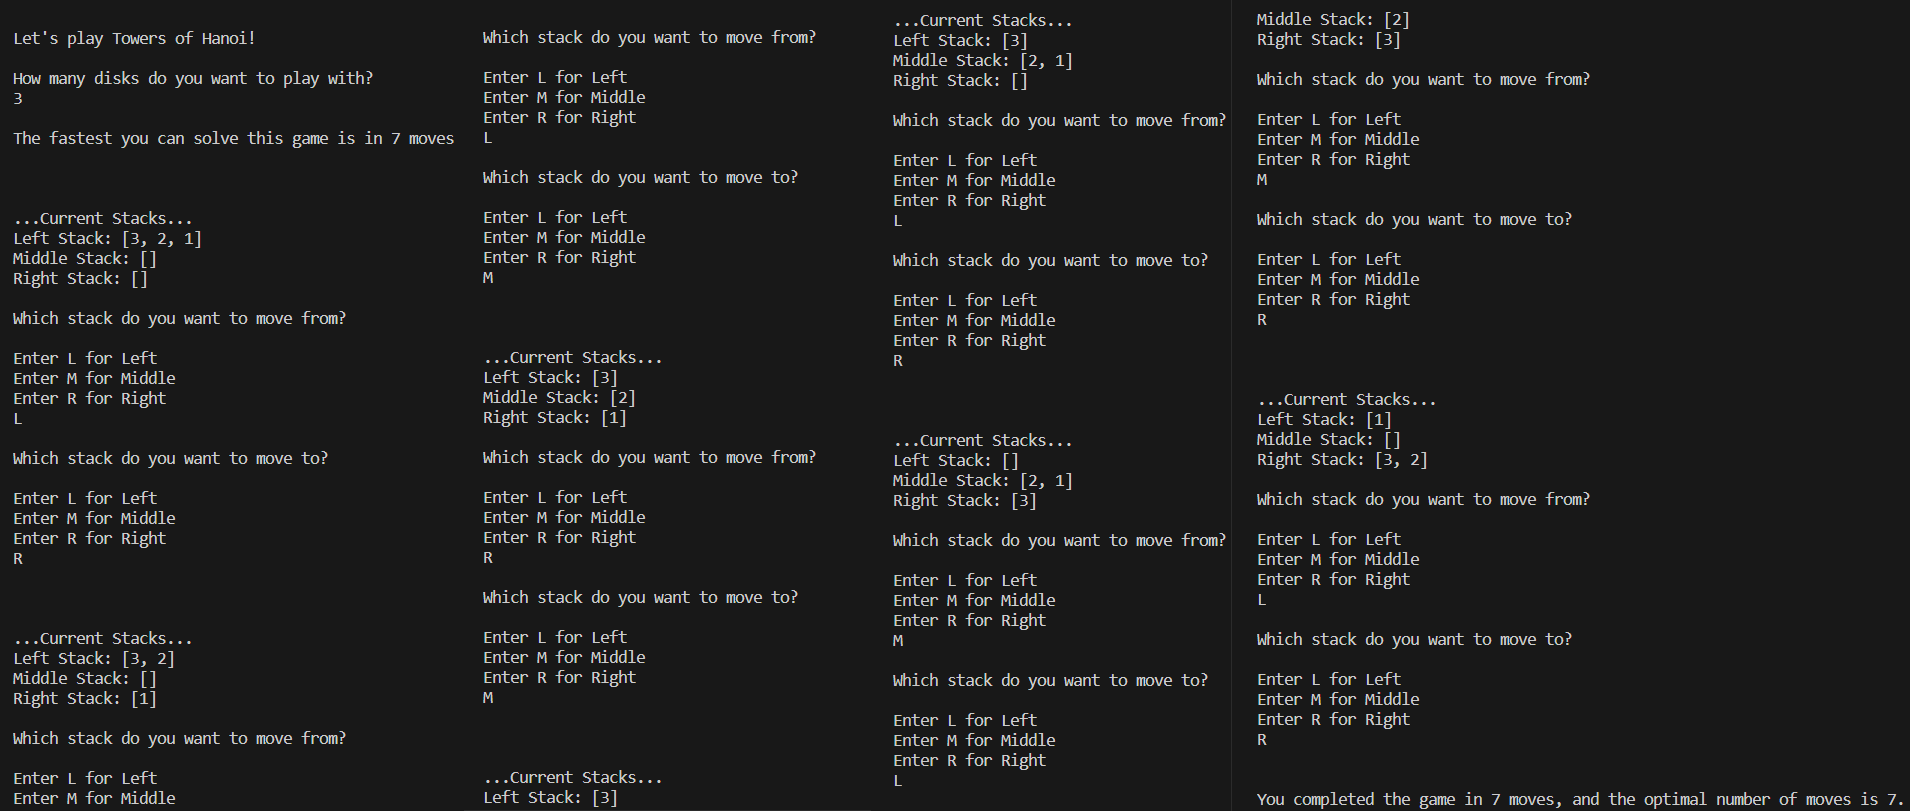 Let's play Towers of Hanoi!
How many disks do you want to play with?
3
The fastest you can solve this game is in 7 moves
...Current Stacks...
Left Stack: [3, 2, 1]
Middle Stack: []
Right Stack: []
Which stack do you want to move from?
Enter L for Left
Enter M for Middle
Enter R for Right
L
Which stack do you want to move to?
Enter L for Left
Enter M for Middle
Enter R for Right
R
...Current Stacks...
Left Stack: [3, 2]
Middle Stack: []
Right Stack: [1]
Which stack do you want to move from?
Enter L for Left
Enter M for Middle
Which stack do you want to move from?
Enter L for Left
Enter M for Middle
Enter R for Right
L
Which stack do you want to move to?
Enter L for Left
Enter M for Middle
Enter R for Right
M
...Current Stacks...
Left Stack: [3]
Middle Stack: [2]
Right Stack: [1]
Which stack do you want to move from?
Enter L for Left
Enter M for Middle
Enter R for Right
R
Which stack do you want to move to?
Enter L for Left
Enter M for Middle
Enter R for Right
M
...Current Stacks...
Left Stack: [3]
...Current Stacks...
Left Stack: [3]
Middle Stack: [2, 1]
Right Stack: []
Which stack do you want to move from?
Enter L for Left
Enter M for Middle
Enter R for Right
L
Which stack do you want to move to?
Enter L for Left
Enter M for Middle
Enter R for Right
R
...Current Stacks...
Left Stack: []
Middle Stack: [2, 1]
Right Stack: [3]
Which stack do you want to move from?
Enter L for Left
Enter M for Middle
Enter R for Right
M
Which stack do you want to move to?
Enter L for Left
Enter M for Middle
Enter R for Right
L
Middle Stack: [2]
Right Stack: [3]
Which stack do you want to move from?
Enter L for Left
Enter M for Middle
Enter R for Right
M
Which stack do you want to move to?
Enter L for Left
Enter M for Middle
Enter R for Right
R
...Current Stacks...
Left Stack: [1]
Middle Stack: []
Right Stack: [3, 2]
Which stack do you want to move from?
Enter L for Left
Enter M for Middle
Enter R for Right
L
Which stack do you want to move to?
Enter L for Left
Enter M for Middle
Enter R for Right
R
You completed the game in 7 moves, and the optimal number of moves is 7.